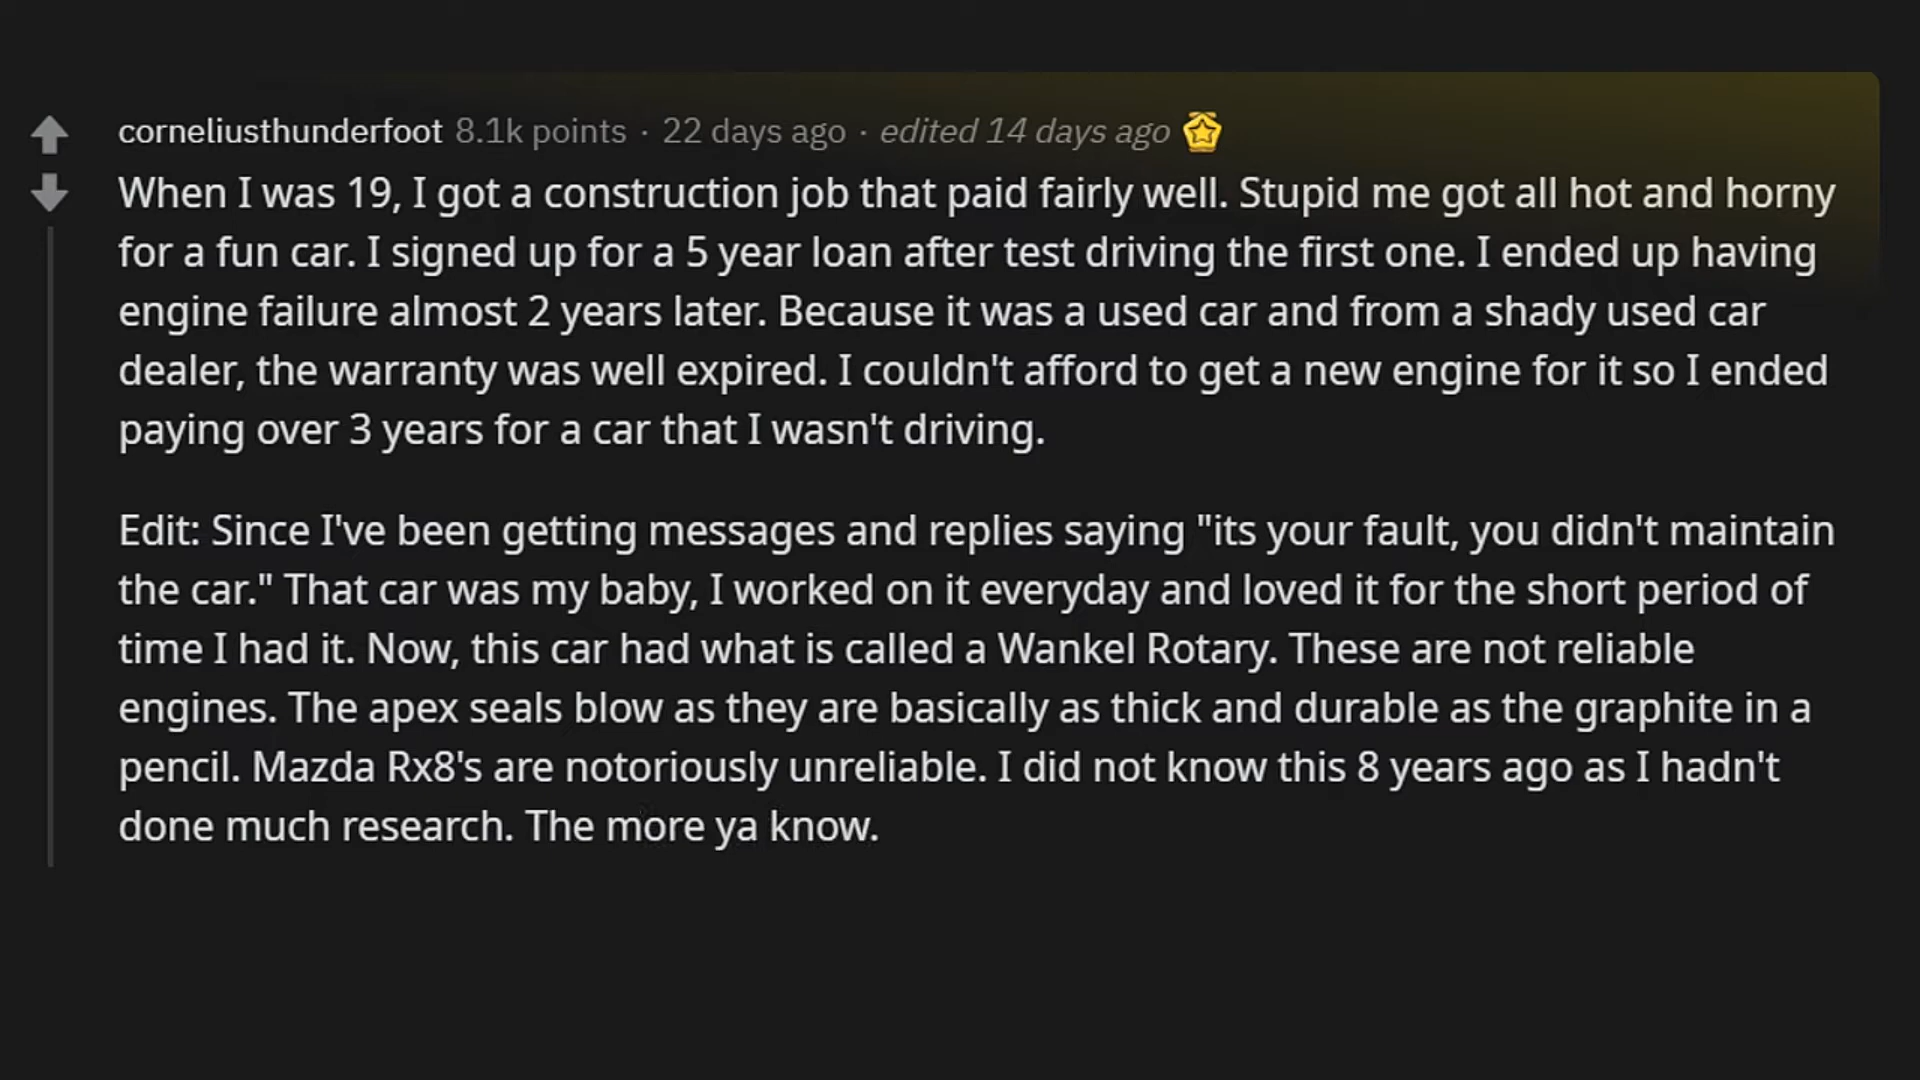 corneliusthunderfoot 8.1k points · 22 days ago · edited 14 days ago
When I was 19, I got a construction job that paid fairly well. Stupid me got all hot and horny
for a fun car. I signed up for a 5 year loan after test driving the first one. I ended up having
engine failure almost 2 years later. Because it was a used car and from a shady used car
dealer, the warranty was well expired. I couldn't afford to get a new engine for it so I ended
paying over 3 years for a car that I wasn't driving.
Edit: Since I've been getting messages and replies saying "its your fault, you didn't maintain
the car." That car was my baby, I worked on it everyday and loved it for the short period of
time I had it. Now, this car had what is called a Wankel Rotary. These are not reliable
engines. The apex seals blow as they are basically as thick and durable as the graphite in a
pencil. Mazda Rx8's are notoriously unreliable. I did not know this 8 years ago as I hadn't
done much research. The more ya know.